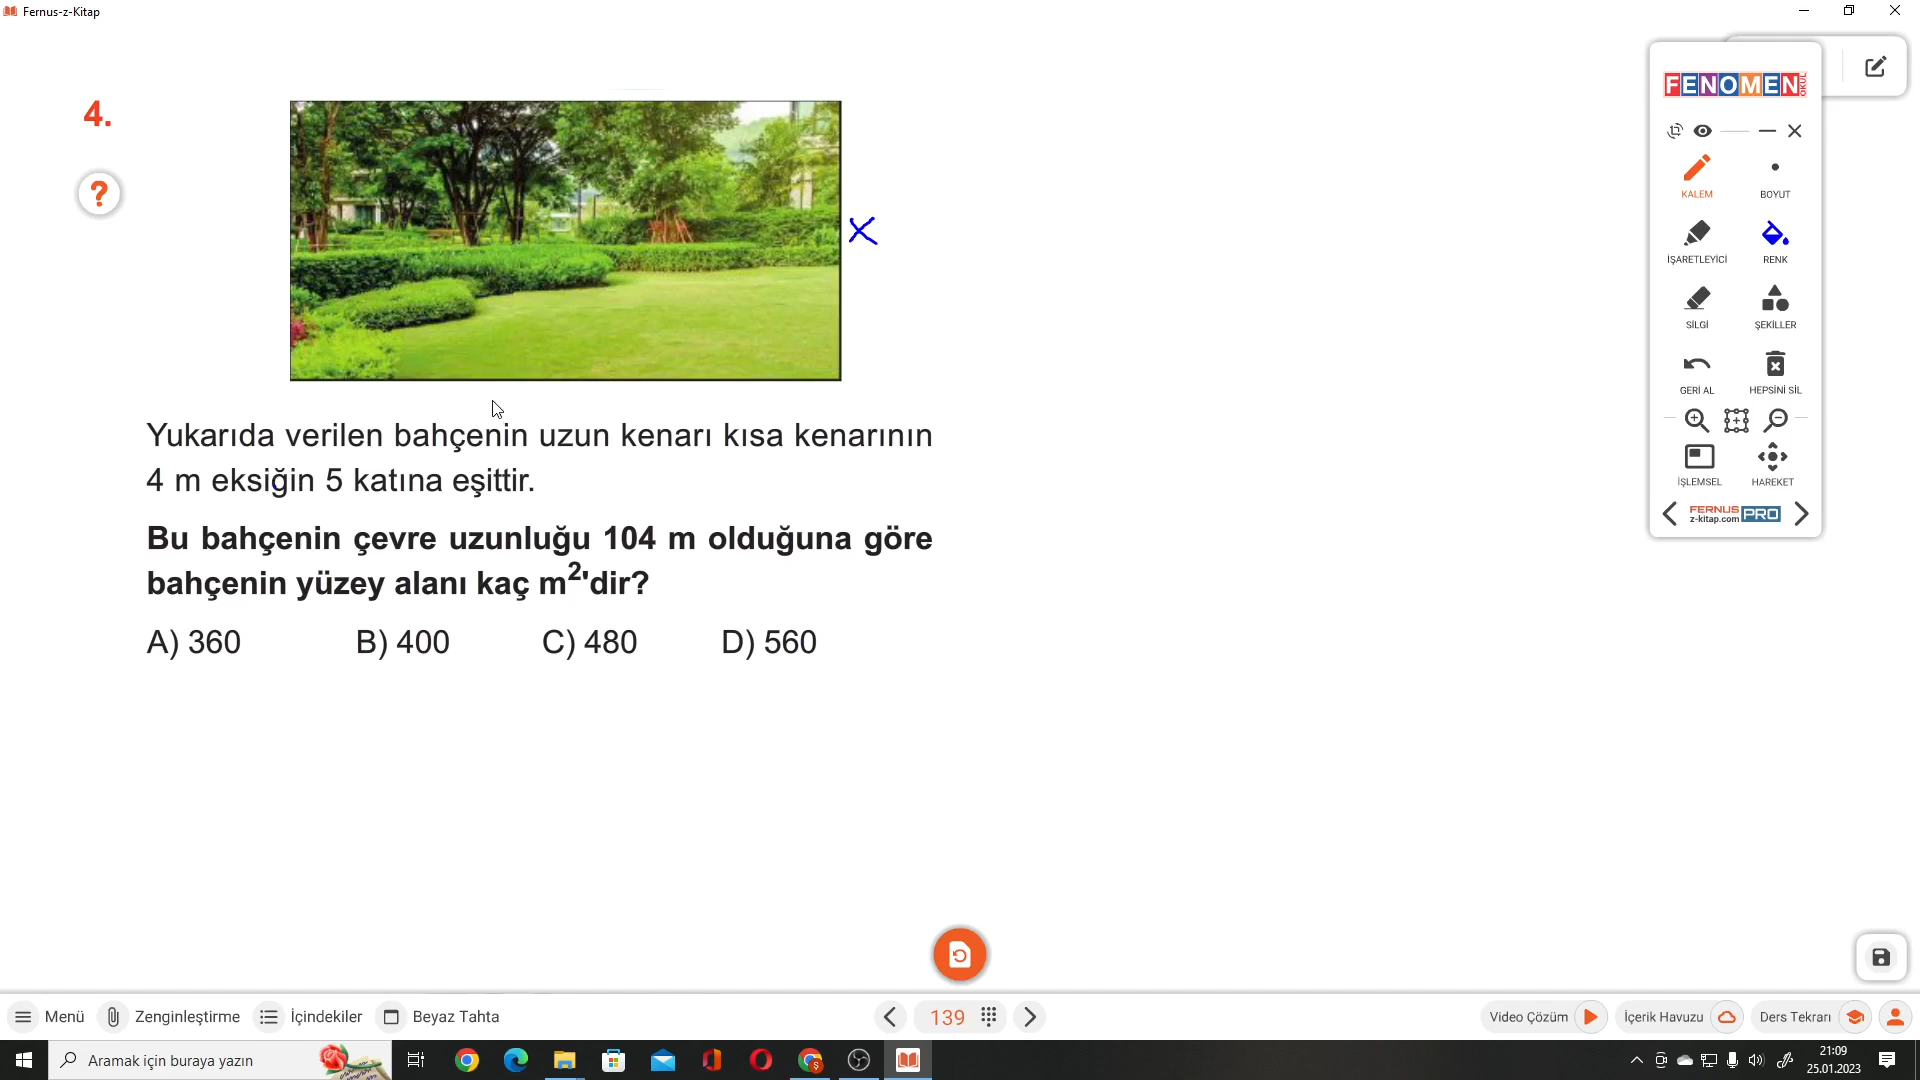 Fernus-z-Kitap
4.
?
X
Yukarıda verilen bahçenin uzun kenarı kısa kenarının
4 m eksiğin 5 katına eşittir.
Bu bahçenin çevre uzunluğu 104 m olduğuna göre
bahçenin yüzey alanı kaç m²'dir?
A) 360 B) 400 C) 480 D) 560
FENOMEN OKUL
KALEM BOYUT
İŞARETLEYİCİ RENK
SİLGİ ŞEKİLLER
GERİ AL HEPSİNİ SİL
İŞLEMSEL HAREKET
FERNUS
z-kitap.com PRO
Menü Zenginleştirme İçindekiler Beyaz Tahta 139 Video Çözüm İçerik Havuzu Ders Tekrarı
Aramak için buraya yazın
21:09
25.01.2023